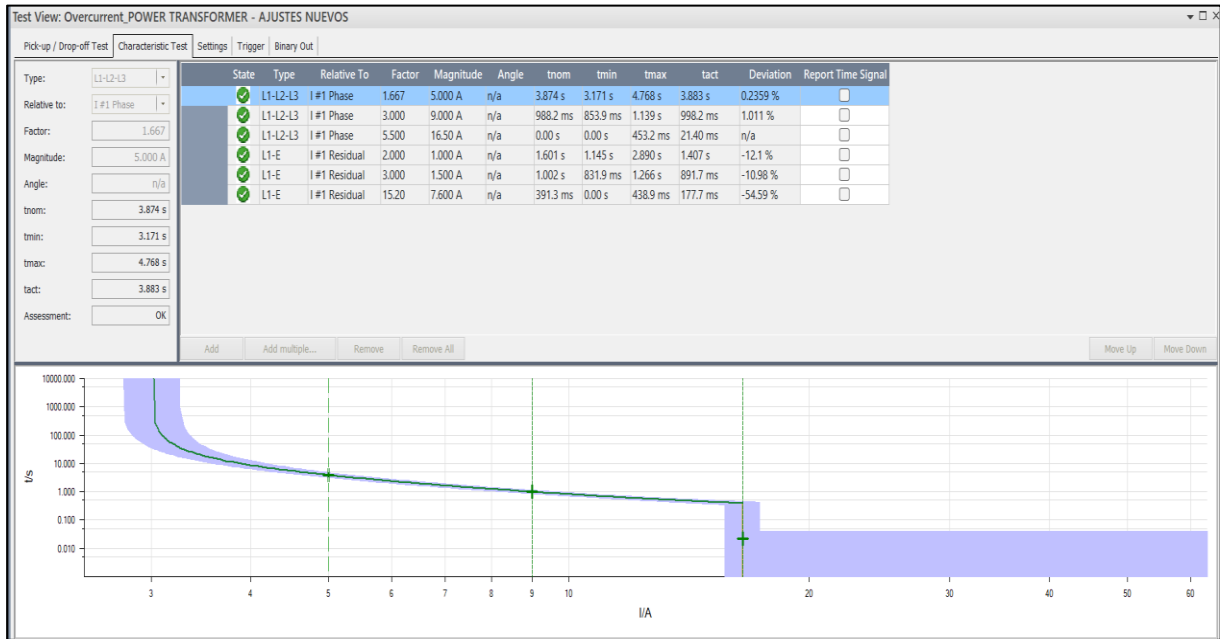 Test View: Overcurrent_POWER TRANSFORMER - AJUSTES NUEVOS
Pick-up / Drop-off Test Characteristic Test Settings Trigger Binary Out
Type: L1-L2-L3
Relative to: I #1 Phase
Factor: 1.667
Magnitude: 5.000 A
Angle: n/a
tnom: 3.874 s
tmin: 3.171 s
tmax: 4.768 s
tact: 3.883 s
Assessment: OK
State Type Relative To Factor Magnitude Angle tnom tmin tmax tact Deviation Report Time Signal
L1-L2-L3 I #1 Phase 1.667 5.000 A n/a 3.874 s 3.171 s 4.768 s 3.883 s 0.2359 %
L1-L2-L3 I #1 Phase 3.000 9.000 A n/a 988.2 ms 853.9 ms 1.139 s 998.2 ms 1.011 %
L1-L2-L3 I #1 Phase 5.500 16.50 A n/a 0.00 s 0.00 s 453.2 ms 21.40 ms n/a
L1-E I #1 Residual 2.000 1.000 A n/a 1.601 s 1.145 s 2.890 s 1.407 s -12.1 %
L1-E I #1 Residual 3.000 1.500 A n/a 1.002 s 831.9 ms 1.266 s 891.7 ms -10.98 %
L1-E I #1 Residual 15.20 7.600 A n/a 391.3 ms 0.00 s 438.9 ms 177.7 ms -54.59 %
Add Add multiple... Remove Remove All Move Up Move Down
10000.000
1000.000
100.000
10.000
1.000
0.100
0.010
t/s
3 4 5 6 7 8 9 10 20 30 40 50 60
I/A